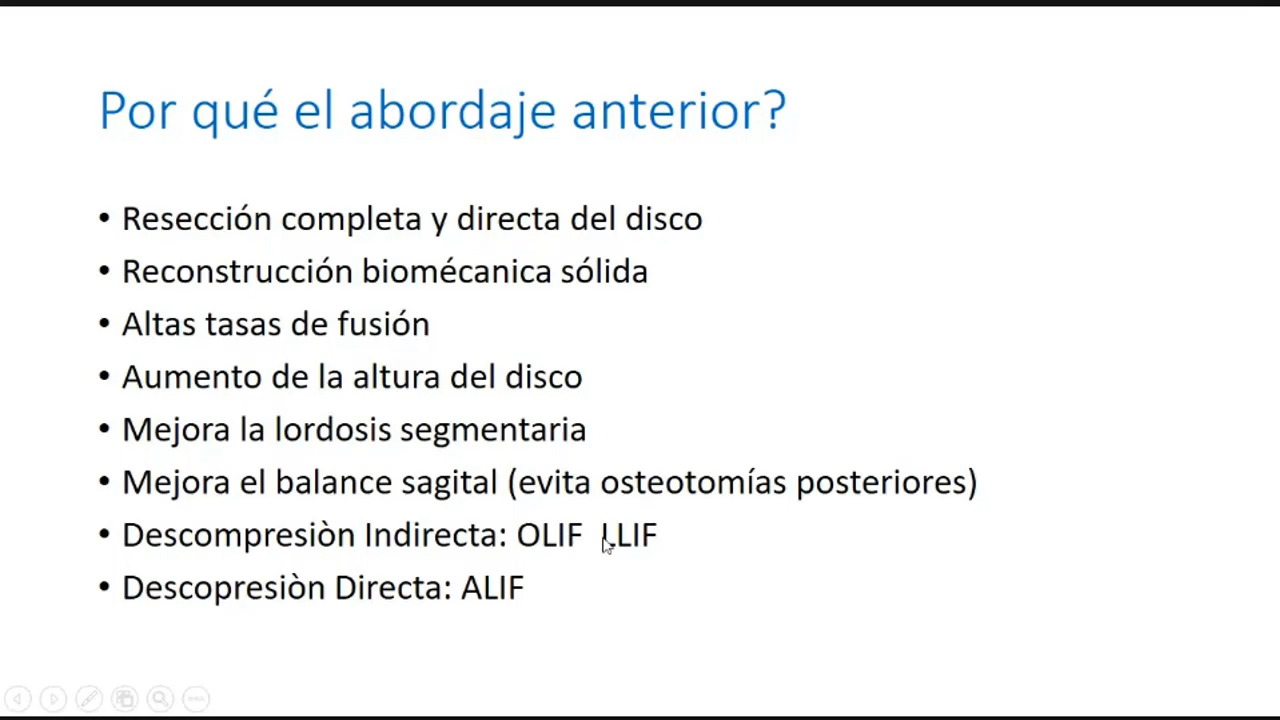 Por qué el abordaje anterior?
• Resección completa y directa del disco
• Reconstrucción biomécanica sólida
• Altas tasas de fusión
• Aumento de la altura del disco
• Mejora la lordosis segmentaria
• Mejora el balance sagital (evita osteotomías posteriores)
• Descompresiòn Indirecta: OLIF LLIF
• Descopresiòn Directa: ALIF